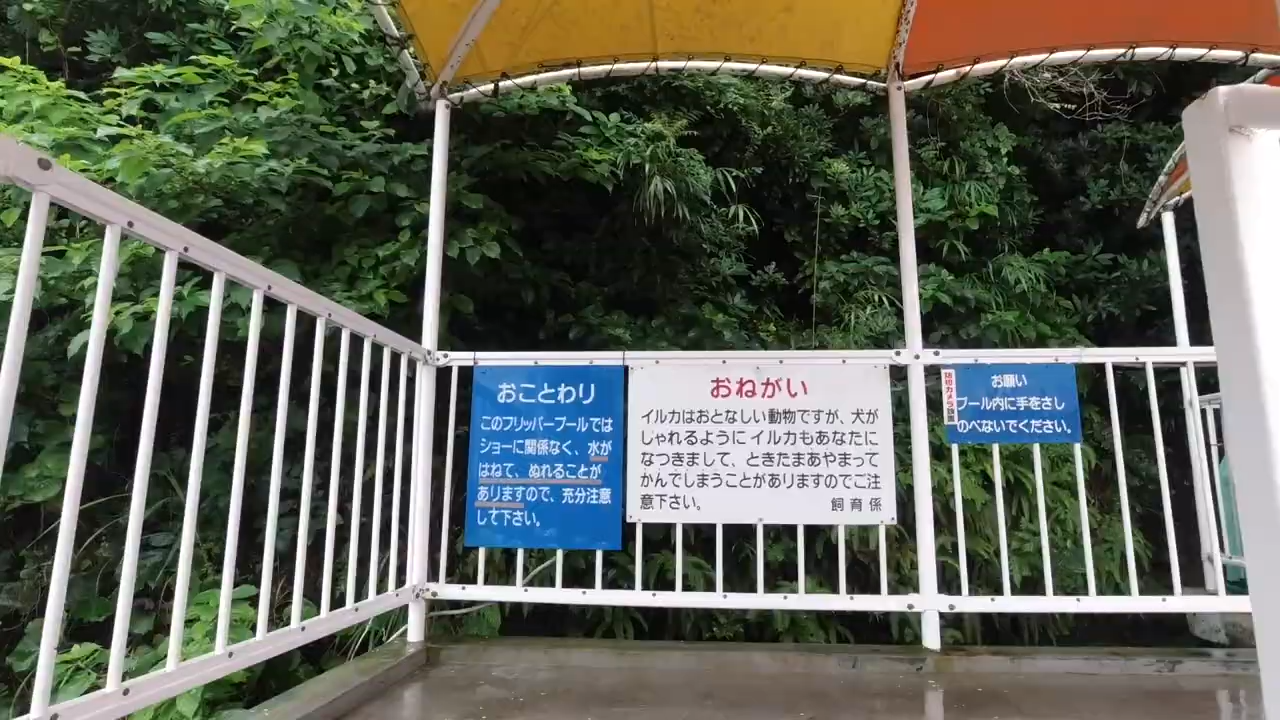 おことわり
このフリッパープールでは
ショーに関係なく、水が
はねて、ぬれることが
ありますので、充分注意
して下さい。
おねがい
イルカはおとなしい動物ですが、犬が
じゃれるようにイルカもあなたに
なつきまして、ときたまあやまって
かんでしまうことがありますのでご注
意下さい。
飼育係
防犯カメラ設置
お願い
プール内に手をさし
のべないでください。